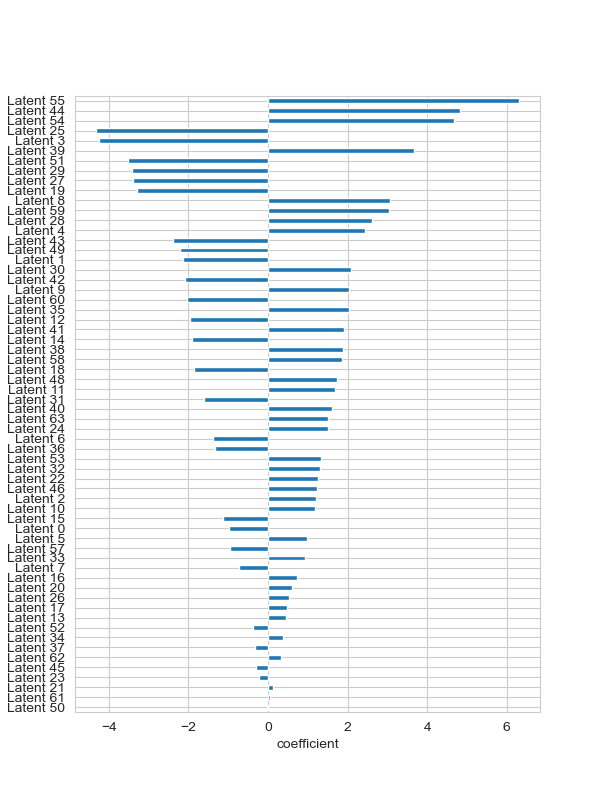 Latent 55
Latent 44
Latent 54
Latent 25
Latent 3
Latent 39
Latent 51
Latent 29
Latent 27
Latent 19
Latent 8
Latent 59
Latent 28
Latent 4
Latent 43
Latent 49
Latent 1
Latent 30
Latent 42
Latent 9
Latent 60
Latent 35
Latent 12
Latent 41
Latent 14
Latent 38
Latent 58
Latent 18
Latent 48
Latent 11
Latent 31
Latent 40
Latent 63
Latent 24
Latent 6
Latent 36
Latent 53
Latent 32
Latent 22
Latent 46
Latent 2
Latent 10
Latent 15
Latent 0
Latent 5
Latent 57
Latent 33
Latent 7
Latent 16
Latent 20
Latent 26
Latent 17
Latent 13
Latent 52
Latent 34
Latent 37
Latent 62
Latent 45
Latent 23
Latent 21
Latent 61
Latent 50
−4 −2 0 2 4 6
coefficient